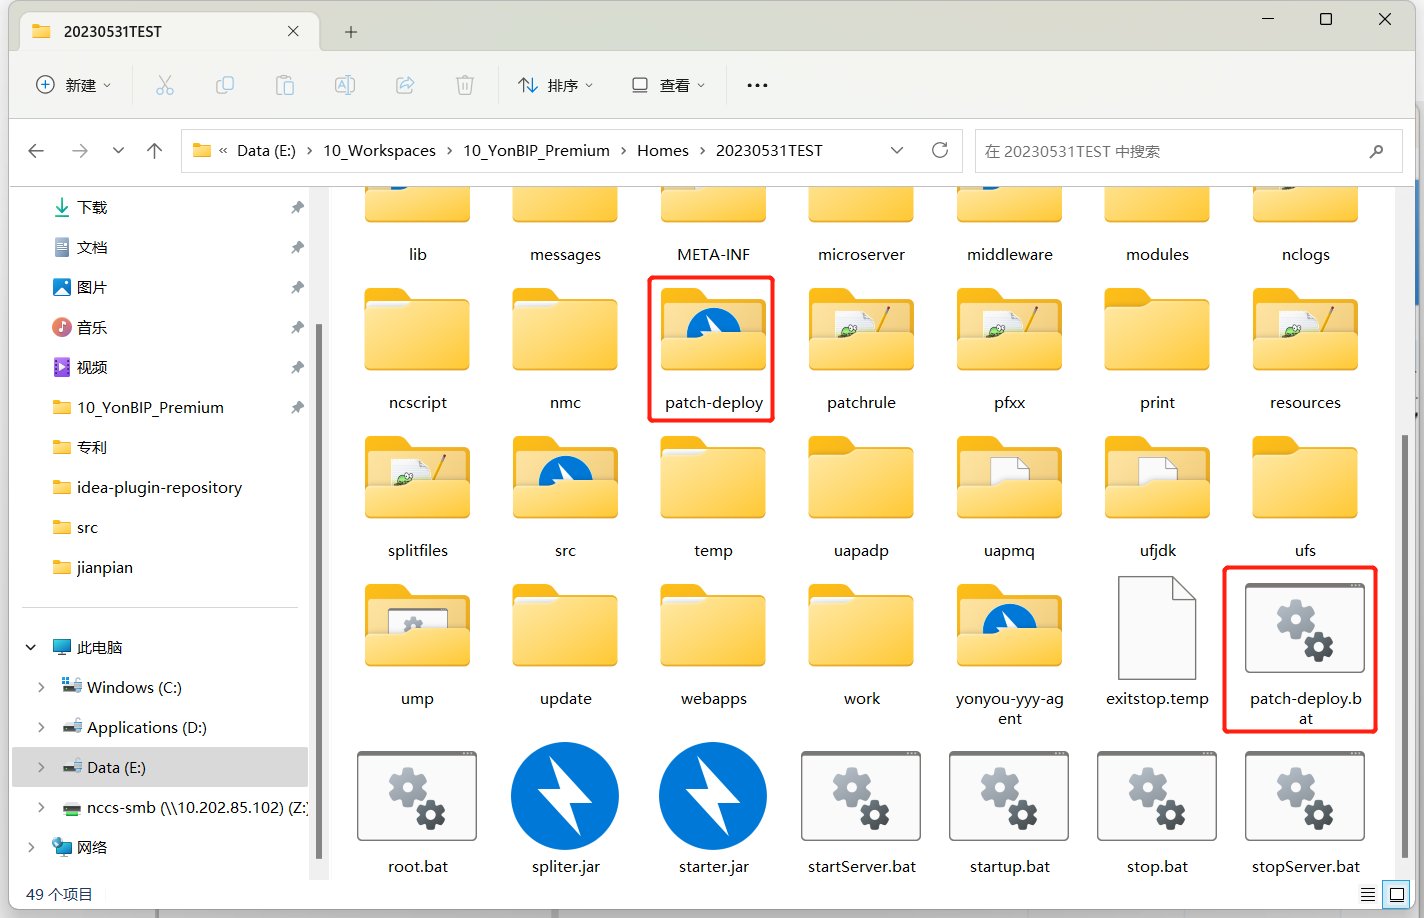 20230531TEST
新建
排序
查看
« Data (E:) › 10_Workspaces › 10_YonBIP_Premium › Homes › 20230531TEST
在 20230531TEST 中搜索
下载
文档
图片
音乐
视频
10_YonBIP_Premium
专利
idea-plugin-repository
src
jianpian
此电脑
Windows (C:)
Applications (D:)
Data (E:)
nccs-smb (\\10.202.85.102) (Z:)
网络
lib
messages
META-INF
microserver
middleware
modules
nclogs
ncscript
nmc
patch-deploy
patchrule
pfxx
print
resources
splitfiles
src
temp
uapadp
uapmq
ufjdk
ufs
ump
update
webapps
work
yonyou-yyy-ag
ent
exitstop.temp
patch-deploy.b
at
root.bat
spliter.jar
starter.jar
startServer.bat
startup.bat
stop.bat
stopServer.bat
49 个项目